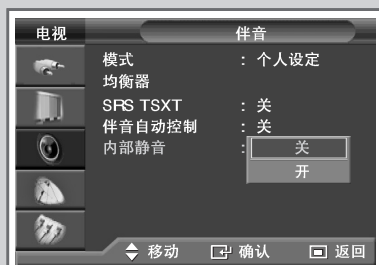 电视 伴音
模式 : 个人设定
均衡器
SRS TSXT : 关
伴音自动控制 : 关
内部静音 : 关
开
移动 确认 返回